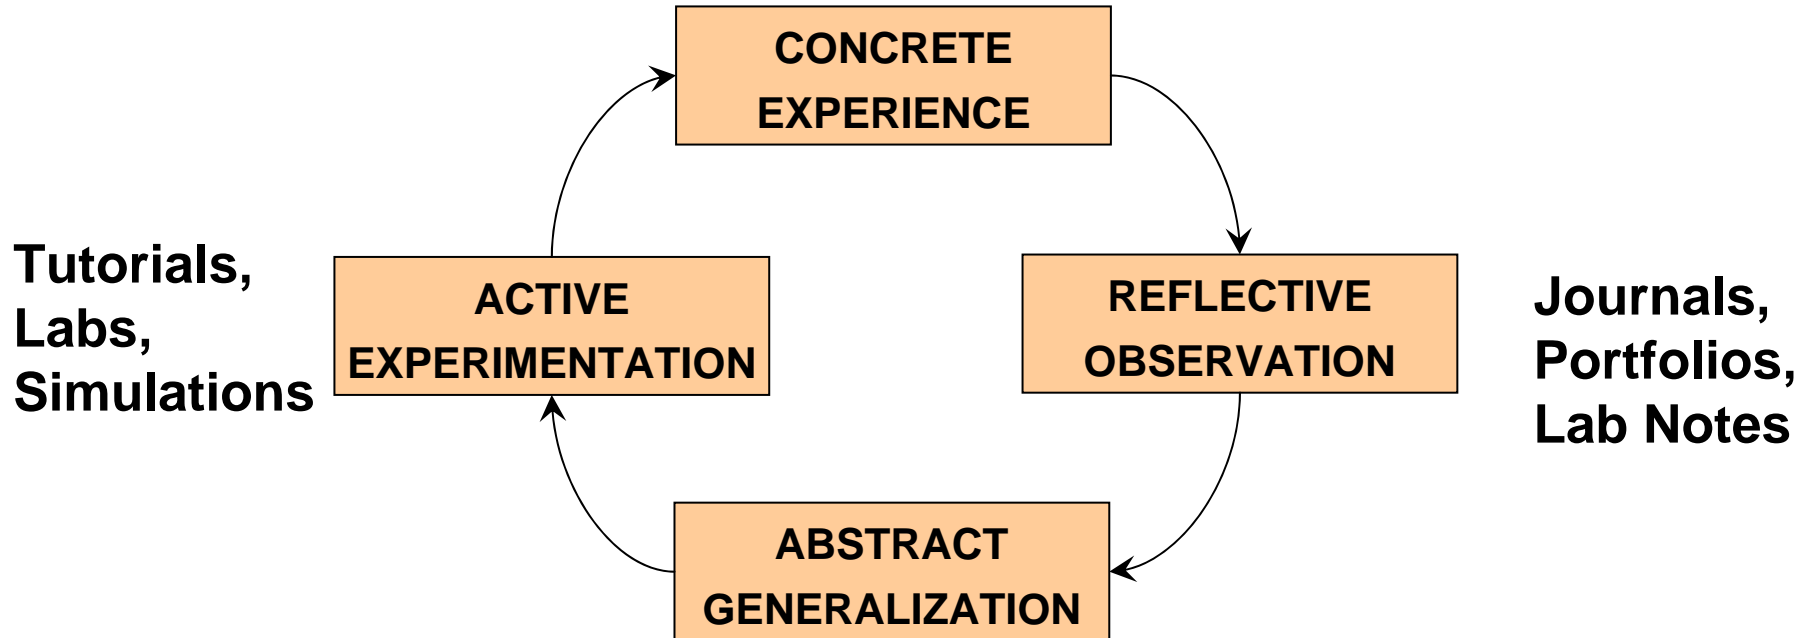 CONCRETE
EXPERIENCE
Tutorials,
Labs,
Simulations
ACTIVE
EXPERIMENTATION
REFLECTIVE
OBSERVATION
Journals,
Portfolios,
Lab Notes
ABSTRACT
GENERALIZATION